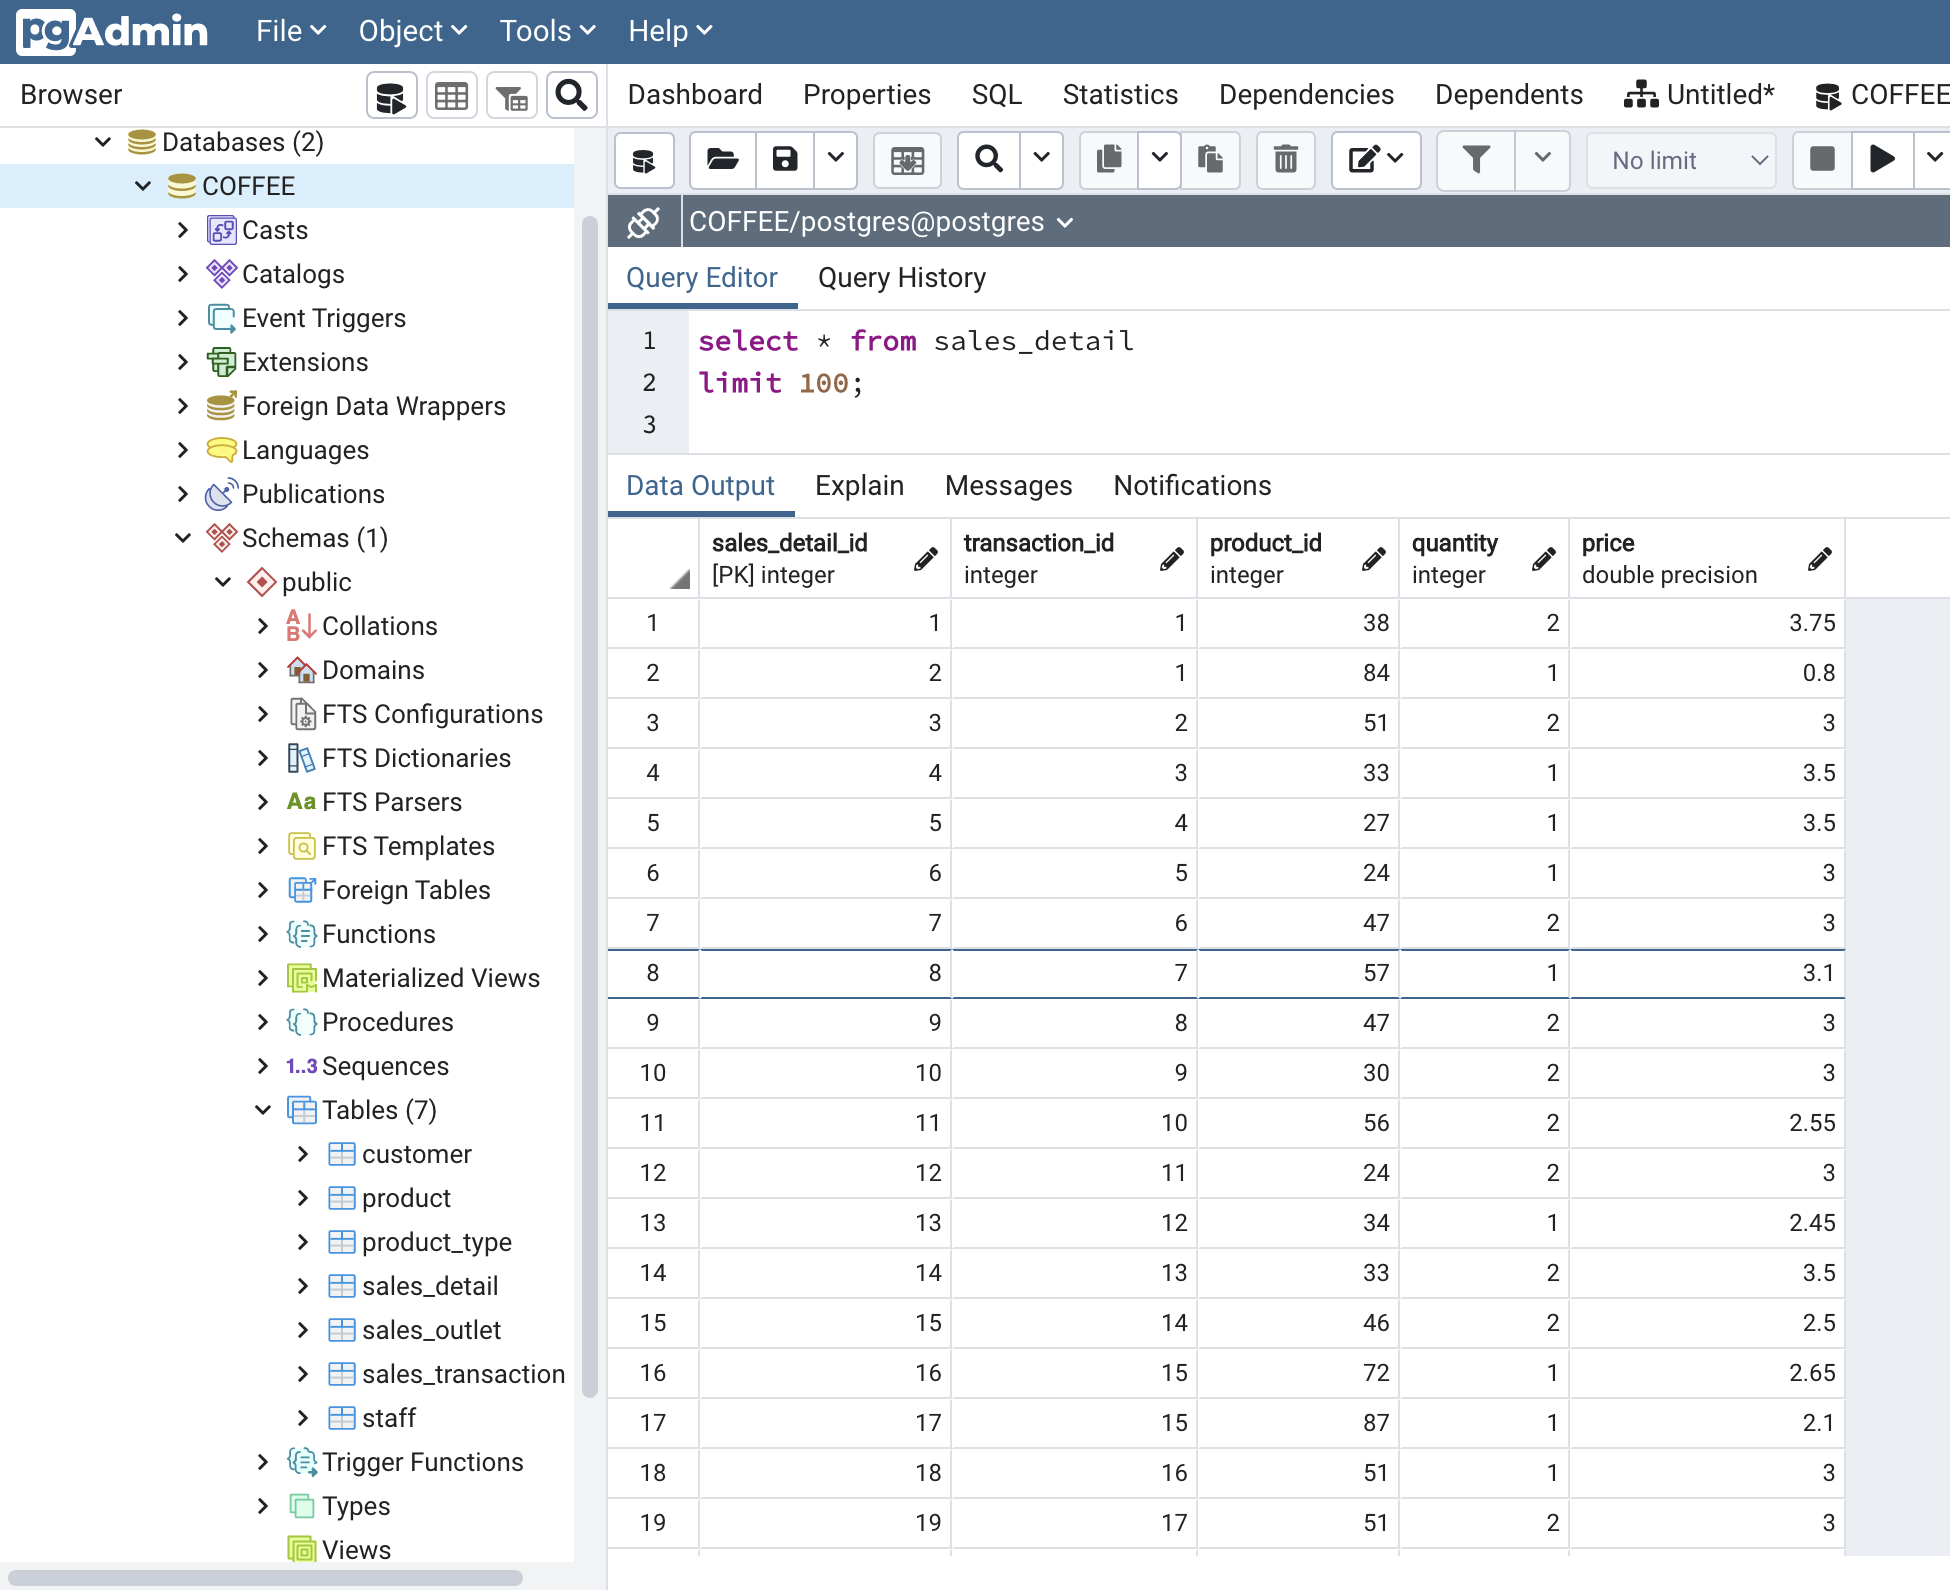 pgAdmin File Object Tools Help
Browser
Dashboard Properties SQL Statistics Dependencies Dependents Untitled* COFFEE
Databases (2)
COFFEE
Casts
Catalogs
Event Triggers
Extensions
Foreign Data Wrappers
Languages
Publications
Schemas (1)
public
A B Collations
Domains
FTS Configurations
FTS Dictionaries
Aa FTS Parsers
FTS Templates
Foreign Tables
Functions
Materialized Views
Procedures
1..3 Sequences
Tables (7)
customer
product
product_type
sales_detail
sales_outlet
sales_transaction
staff
Trigger Functions
Types
Views
No limit
COFFEE/postgres@postgres
Query Editor Query History
1 select * from sales_detail
2 limit 100;
3
Data Output Explain Messages Notifications
sales_detail_id transaction_id product_id quantity price
[PK] integer integer integer integer double precision
1 1 1 38 2 3.75
2 2 1 84 1 0.8
3 3 2 51 2 3
4 4 3 33 1 3.5
5 5 4 27 1 3.5
6 6 5 24 1 3
7 7 6 47 2 3
8 8 7 57 1 3.1
9 9 8 47 2 3
10 10 9 30 2 3
11 11 10 56 2 2.55
12 12 11 24 2 3
13 13 12 34 1 2.45
14 14 13 33 2 3.5
15 15 14 46 2 2.5
16 16 15 72 1 2.65
17 17 15 87 1 2.1
18 18 16 51 1 3
19 19 17 51 2 3